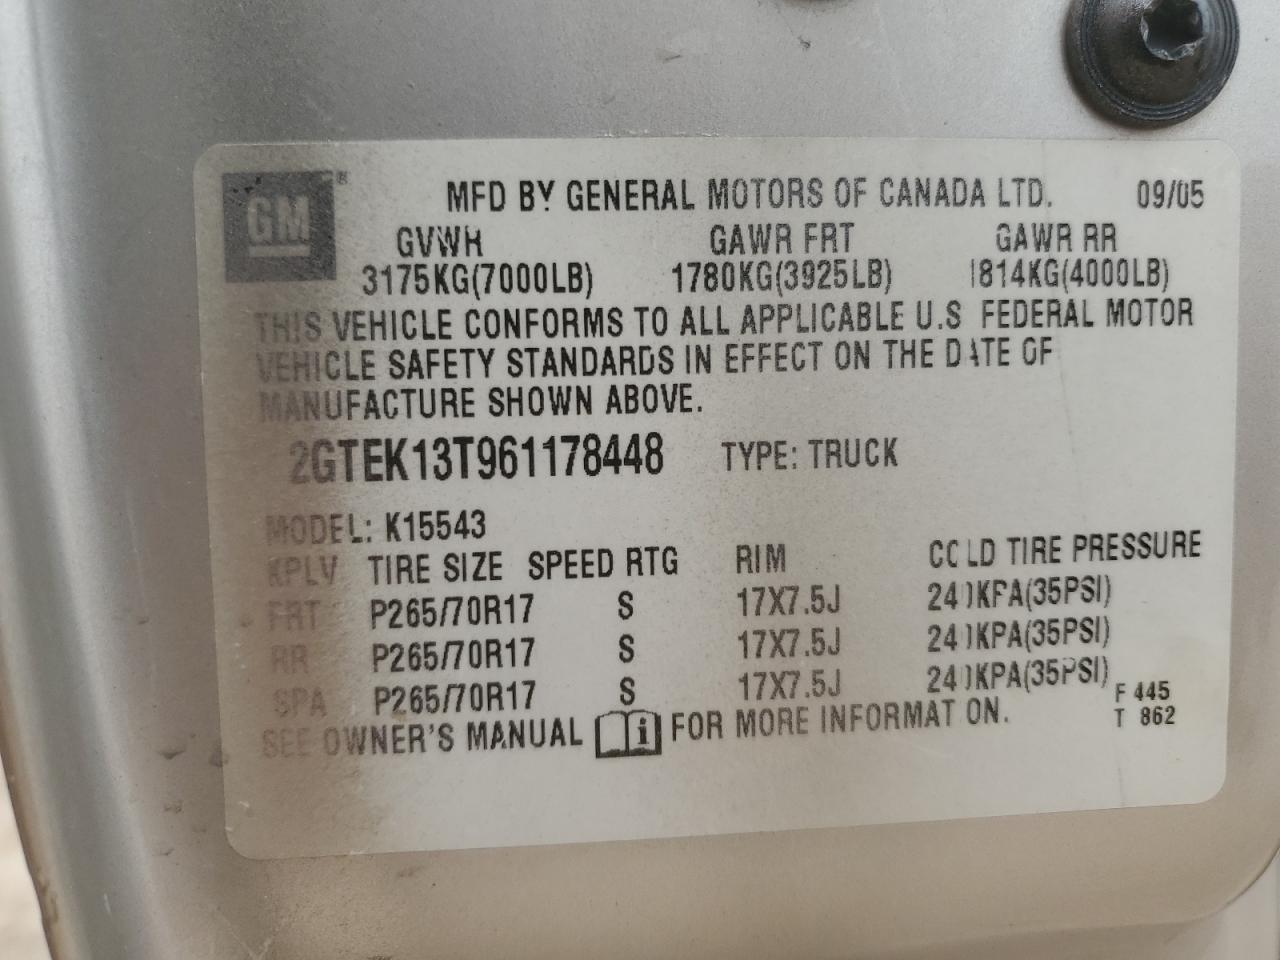 GM®
MFD BY GENERAL MOTORS OF CANADA LTD. 09/05
GVWR GAWR FRT GAWR RR
3175KG(7000LB) 1780KG(3925LB) 1814KG(4000LB)
THIS VEHICLE CONFORMS TO ALL APPLICABLE U.S FEDERAL MOTOR
VEHICLE SAFETY STANDARDS IN EFFECT ON THE DATE OF
MANUFACTURE SHOWN ABOVE.
2GTEK13T961178448 TYPE: TRUCK
MODEL: K15543
KPLV TIRE SIZE SPEED RTG RIM COLD TIRE PRESSURE
FRT P265/70R17 S 17X7.5J 240KPA(35PSI)
RR P265/70R17 S 17X7.5J 240KPA(35PSI)
SPA P265/70R17 S 17X7.5J 240KPA(35PSI)
SEE OWNER'S MANUAL i FOR MORE INFORMATION.
F 445
T 862